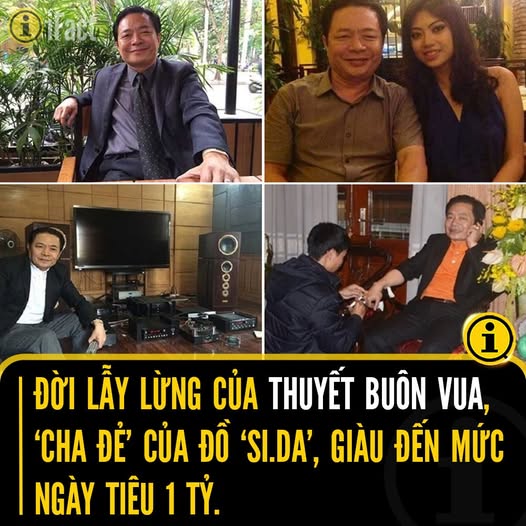 iFact
ĐỜI LẪY LỪNG CỦA THUYẾT BUÔN VUA,
‘CHA ĐẺ’ CỦA ĐỒ ‘SI.DA’, GIÀU ĐẾN MỨC
NGÀY TIÊU 1 TỶ.